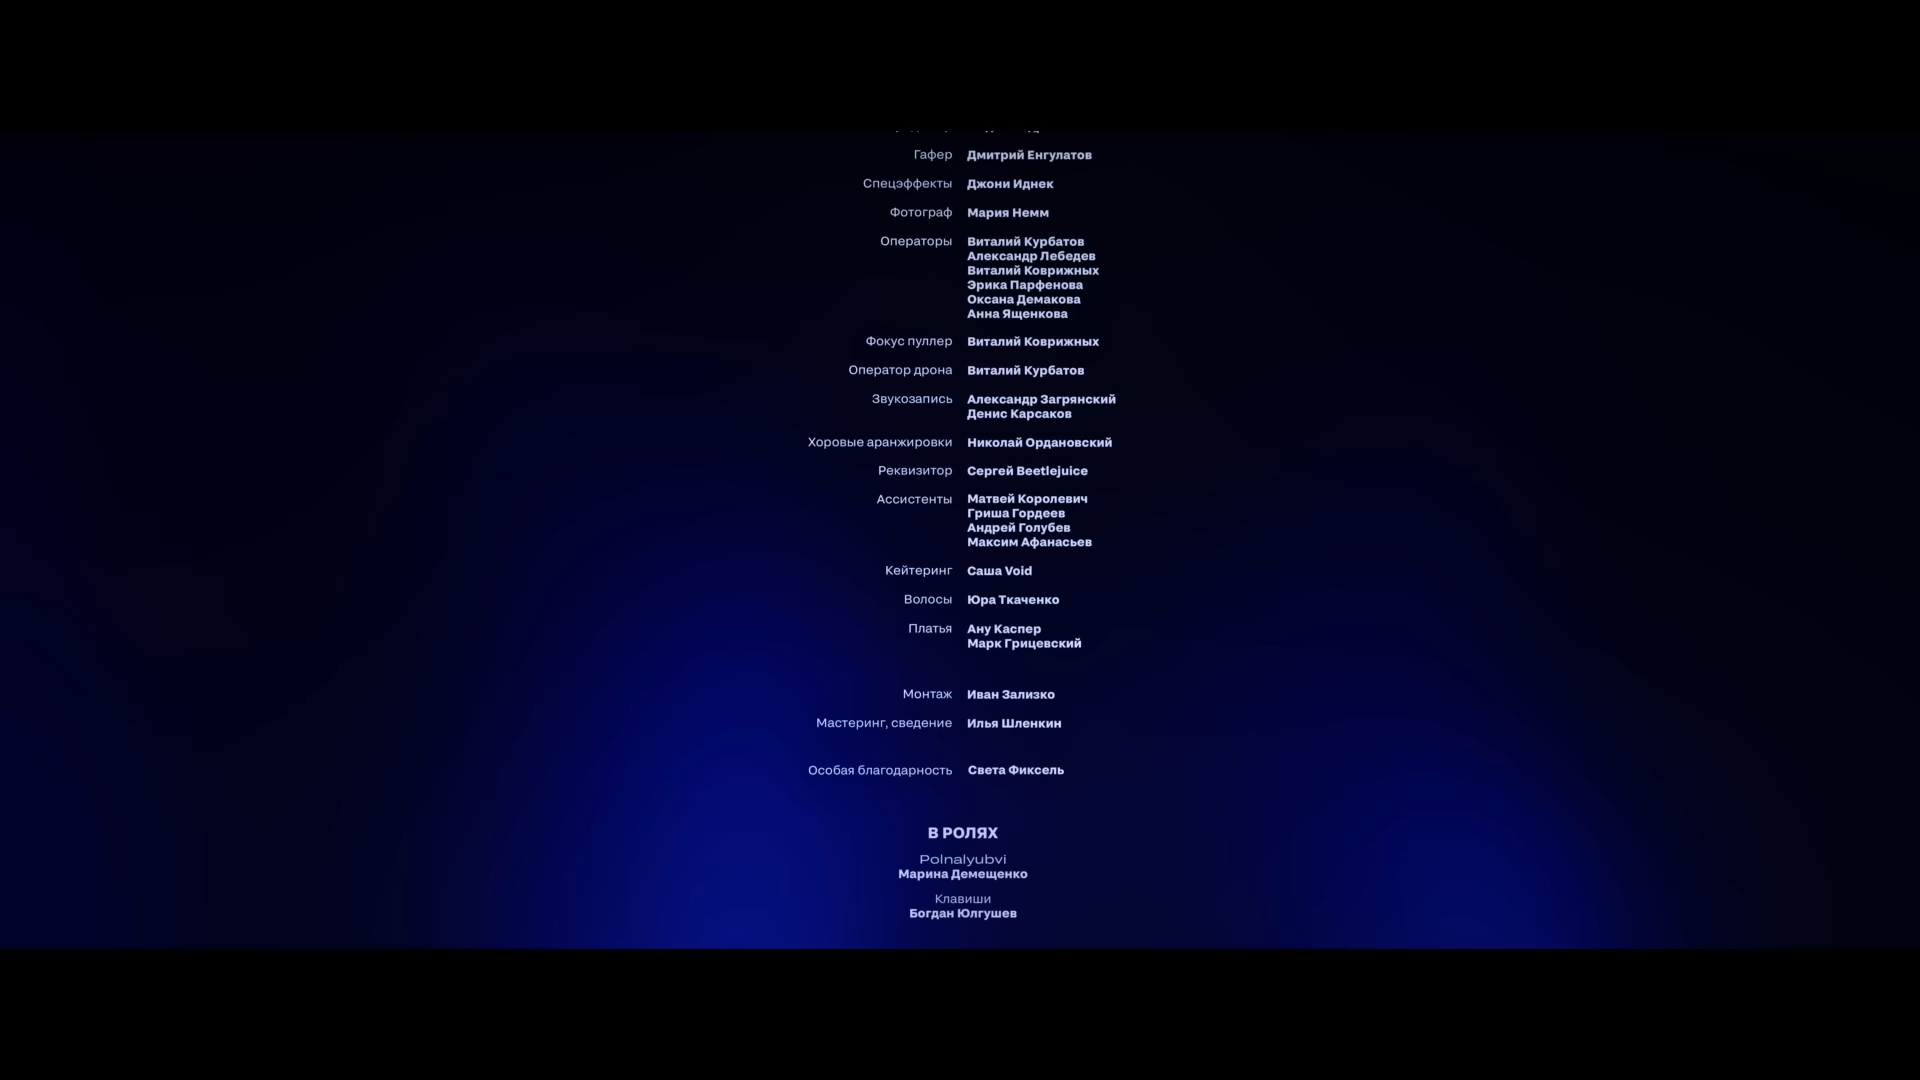 Гафер Дмитрий Енгулатов
Спецэффекты Джони Иднек
Фотограф Мария Немм
Операторы Виталий Курбатов
Александр Лебедев
Виталий Коврижных
Эрика Парфенова
Оксана Демакова
Анна Ященкова
Фокус пуллер Виталий Коврижных
Оператор дрона Виталий Курбатов
Звукозапись Александр Загрянский
Денис Карсаков
Хоровые аранжировки Николай Ордановский
Реквизитор Сергей Beetlejuice
Ассистенты Матвей Королевич
Гриша Гордеев
Андрей Голубев
Максим Афанасьев
Кейтеринг Саша Void
Волосы Юра Ткаченко
Платья Ану Каспер
Марк Грицевский
Монтаж Иван Зализко
Мастеринг, сведение Илья Шленкин
Особая благодарность Света Фиксель
В РОЛЯХ
Polnalyubvi
Марина Демещенко
Клавиши
Богдан Юлгушев